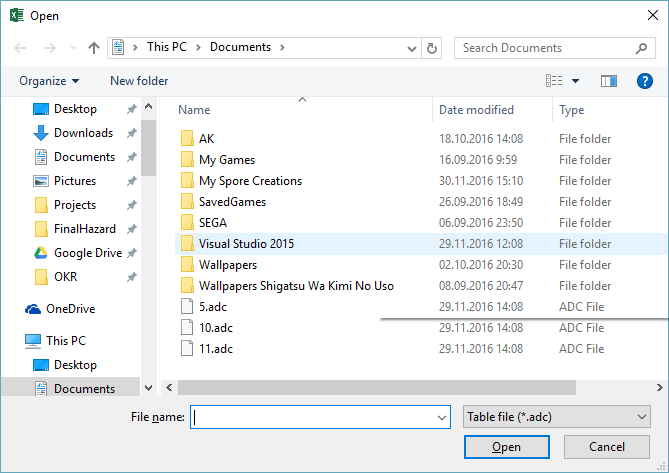 Open
This PC > Documents >
Search Documents
Organize New folder
?
Name Date modified Type
Desktop
Downloads
Documents
Pictures
Projects
FinalHazard
Google Drive
OKR
OneDrive
This PC
Desktop
Documents
AK 18.10.2016 14:08 File folder
My Games 16.09.2016 9:59 File folder
My Spore Creations 30.11.2016 15:10 File folder
SavedGames 26.09.2016 18:49 File folder
SEGA 06.09.2016 23:50 File folder
Visual Studio 2015 29.11.2016 12:08 File folder
Wallpapers 02.10.2016 20:30 File folder
Wallpapers Shigatsu Wa Kimi No Uso 08.09.2016 20:47 File folder
5.adc 29.11.2016 14:08 ADC File
10.adc 29.11.2016 14:08 ADC File
11.adc 29.11.2016 14:08 ADC File
File name:
Table file (*.adc)
Open Cancel